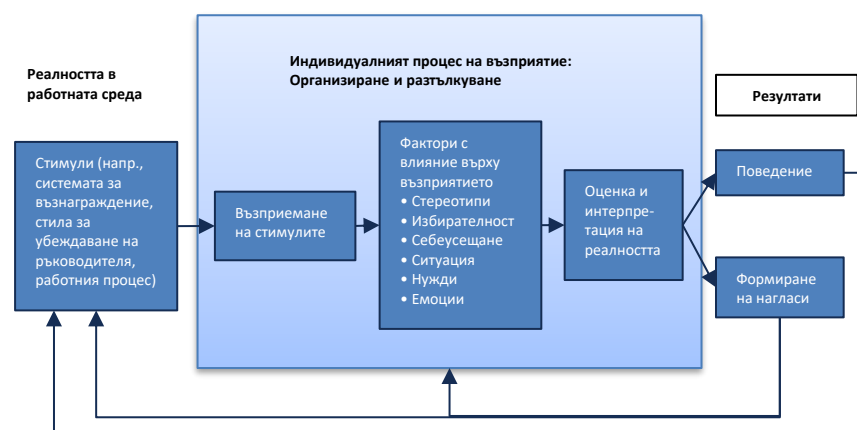 Реалността в
работната среда
Индивидуалният процес на възприятие:
Организиране и разтълкуване
Резултати
Стимули (напр.,
системата за
възнаграждение,
стила за
убеждаване на
ръководителя,
работния процес)
Възприемане
на стимулите
Фактори с
влияние върху
възприятието
• Стереотипи
• Избирателност
• Себеусещане
• Ситуация
• Нужди
• Емоции
Оценка и
интерпре-
тация на
реалността
Поведение
Формиране
на нагласи